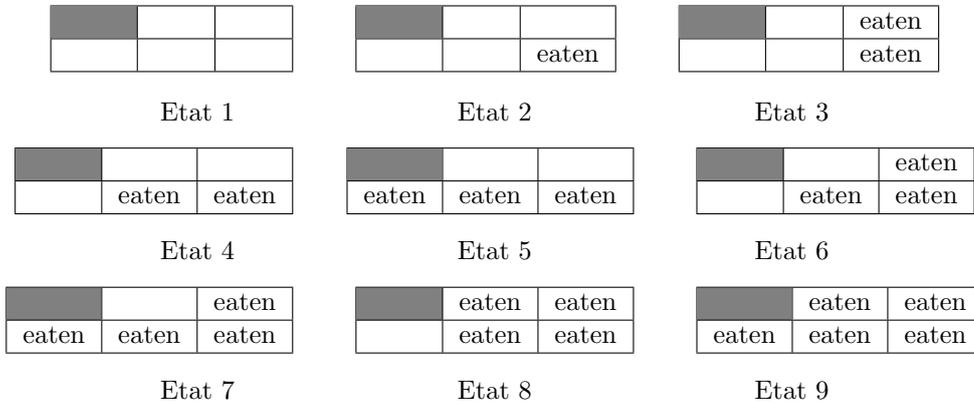 eaten
eaten
eaten
Etat 1 Etat 2 Etat 3
eaten
eaten eaten eaten eaten eaten eaten eaten
Etat 4 Etat 5 Etat 6
eaten eaten eaten eaten eaten
eaten eaten eaten eaten eaten eaten eaten eaten
Etat 7 Etat 8 Etat 9